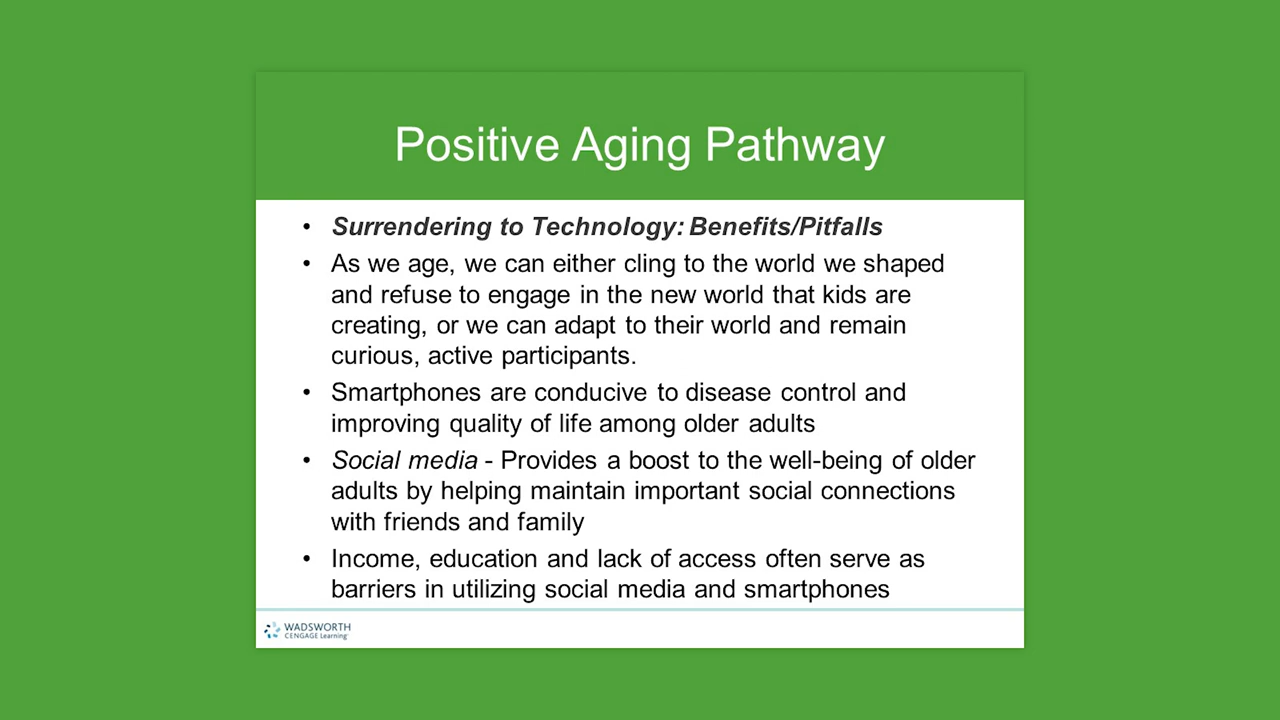 Positive Aging Pathway
• Surrendering to Technology: Benefits/Pitfalls
• As we age, we can either cling to the world we shaped
and refuse to engage in the new world that kids are
creating, or we can adapt to their world and remain
curious, active participants.
• Smartphones are conducive to disease control and
improving quality of life among older adults
• Social media - Provides a boost to the well-being of older
adults by helping maintain important social connections
with friends and family
• Income, education and lack of access often serve as
barriers in utilizing social media and smartphones
WADSWORTH
CENGAGE Learning